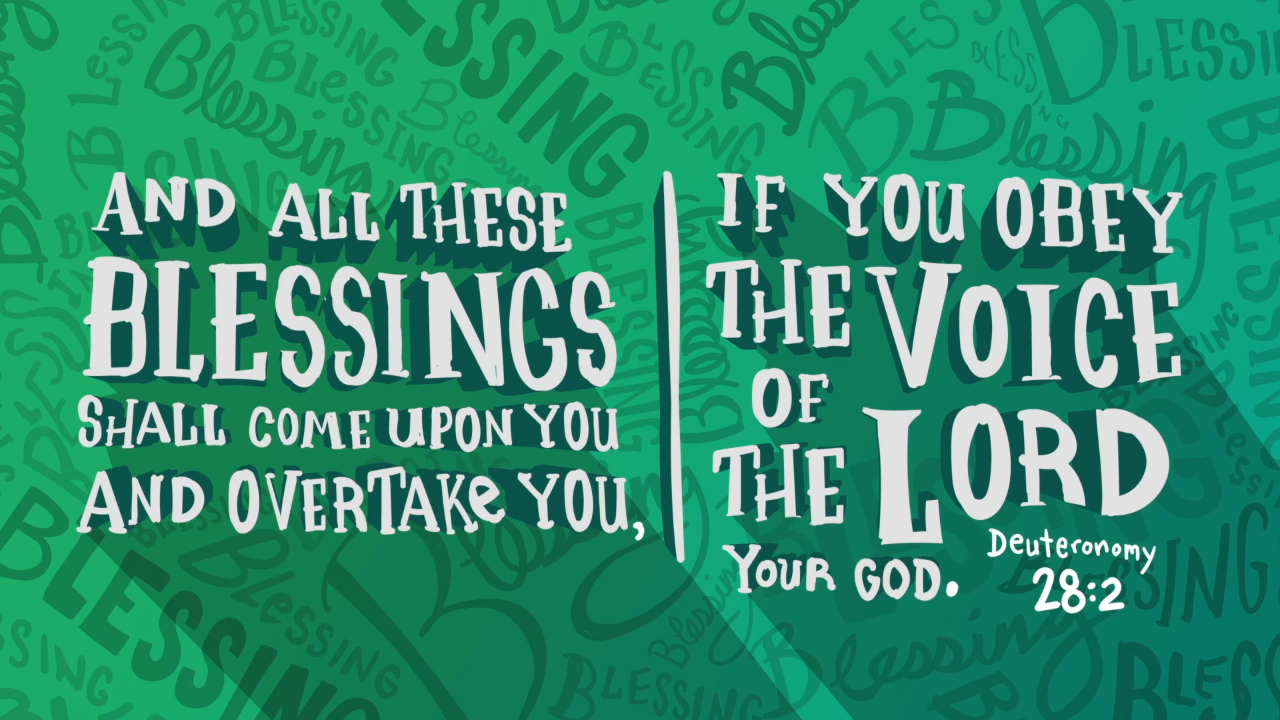 AND ALL THESE
BLESSINGS
SHALL COME UPON YOU
AND OVERTAKE YOU,
IF YOU OBEY
THE VOICE
OF
THE LORD
YOUR GOD.
Deuteronomy
28:2